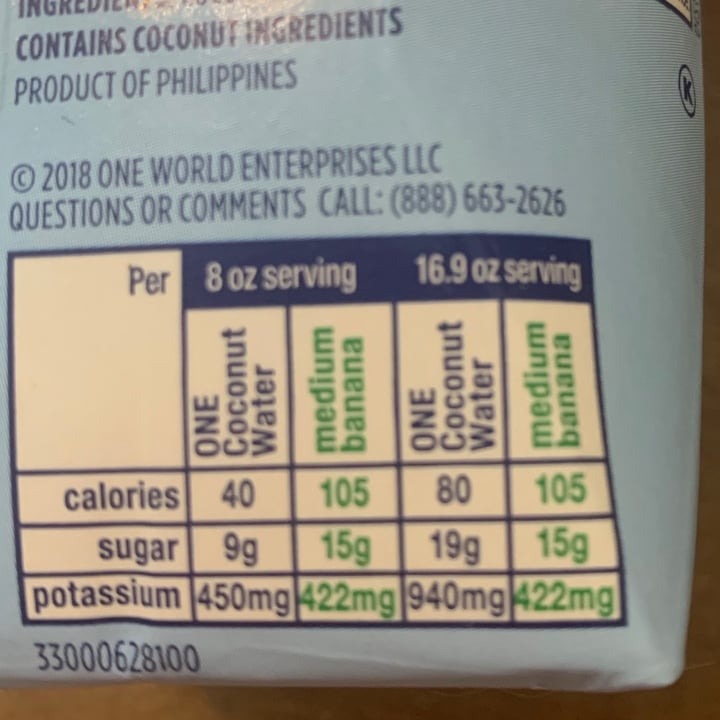 CONTAINS COCONUT INGREDIENTS
PRODUCT OF PHILIPPINES
K
© 2018 ONE WORLD ENTERPRISES LLC
QUESTIONS OR COMMENTS CALL: (888) 663-2626
Per 8 oz serving 16.9 oz serving
ONE Coconut Water medium banana ONE Coconut Water medium banana
calories 40 105 80 105
sugar 9g 15g 19g 15g
potassium 450mg 422mg 940mg 422mg
33000628100